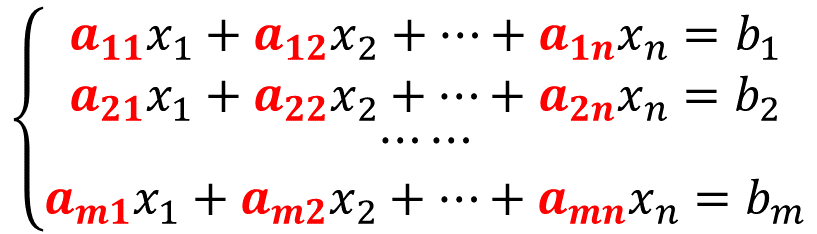 a₁₁x₁ + a₁₂x₂ + ⋯ + a₁ₙxₙ = b₁
a₂₁x₁ + a₂₂x₂ + ⋯ + a₂ₙxₙ = b₂
⋯ ⋯
aₘ₁x₁ + aₘ₂x₂ + ⋯ + aₘₙxₙ = bₘ